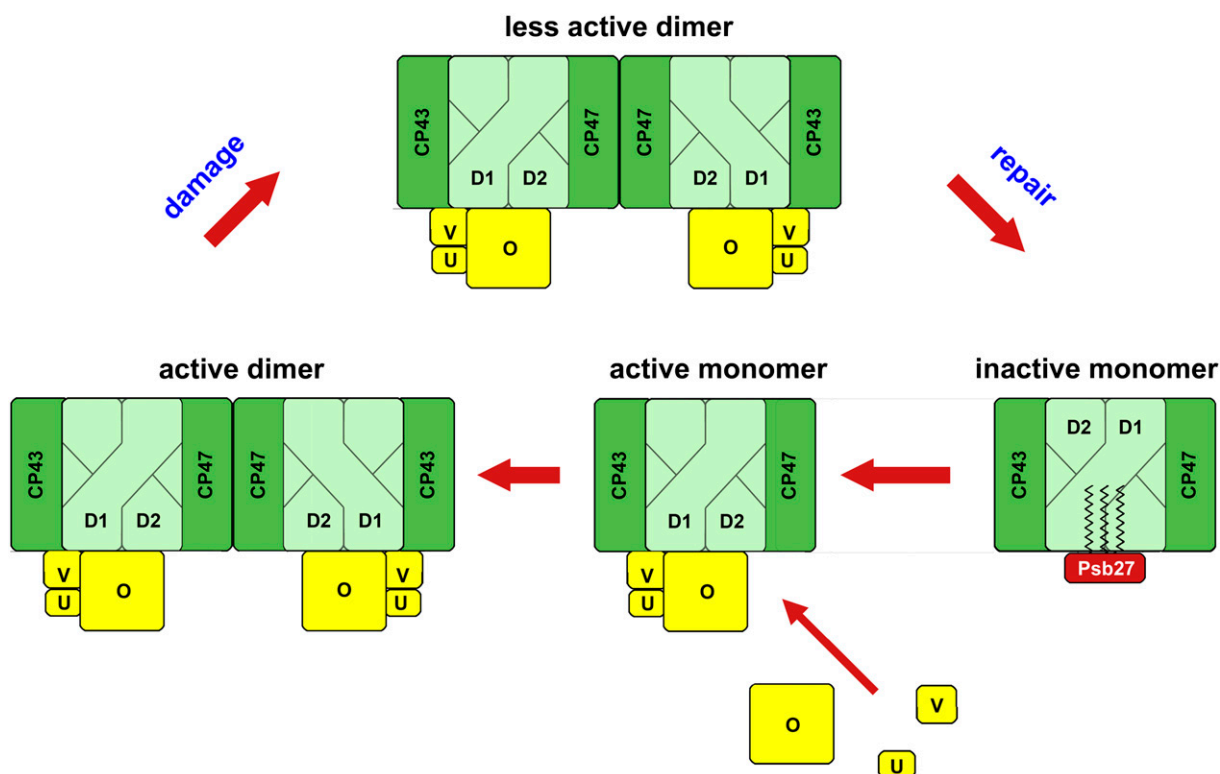 less active dimer
CP43
D1
D2
CP47
CP47
D2
D1
CP43
V
U
O
O
V
U
damage
repair
active dimer
active monomer
inactive monomer
CP43
D1
D2
CP47
CP47
D2
D1
CP43
V
U
O
O
V
U
CP43
D1
D2
CP47
V
U
O
CP43
D2
D1
CP47
Psb27
O
V
U